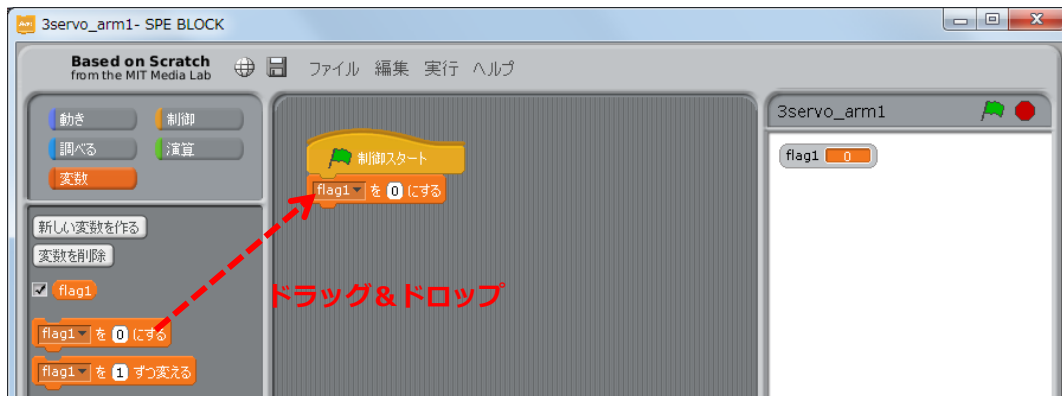 3servo_arm1- SPE BLOCK
Based on Scratch
from the MIT Media Lab
ファイル 編集 実行 ヘルプ
動き 制御
調べる 演算
変数
新しい変数を作る
変数を削除
flag1
flag1 を 0 にする
flag1 を 1 ずつ変える
制御スタート
flag1 を 0 にする
ドラッグ&ドロップ
3servo_arm1
flag1 0